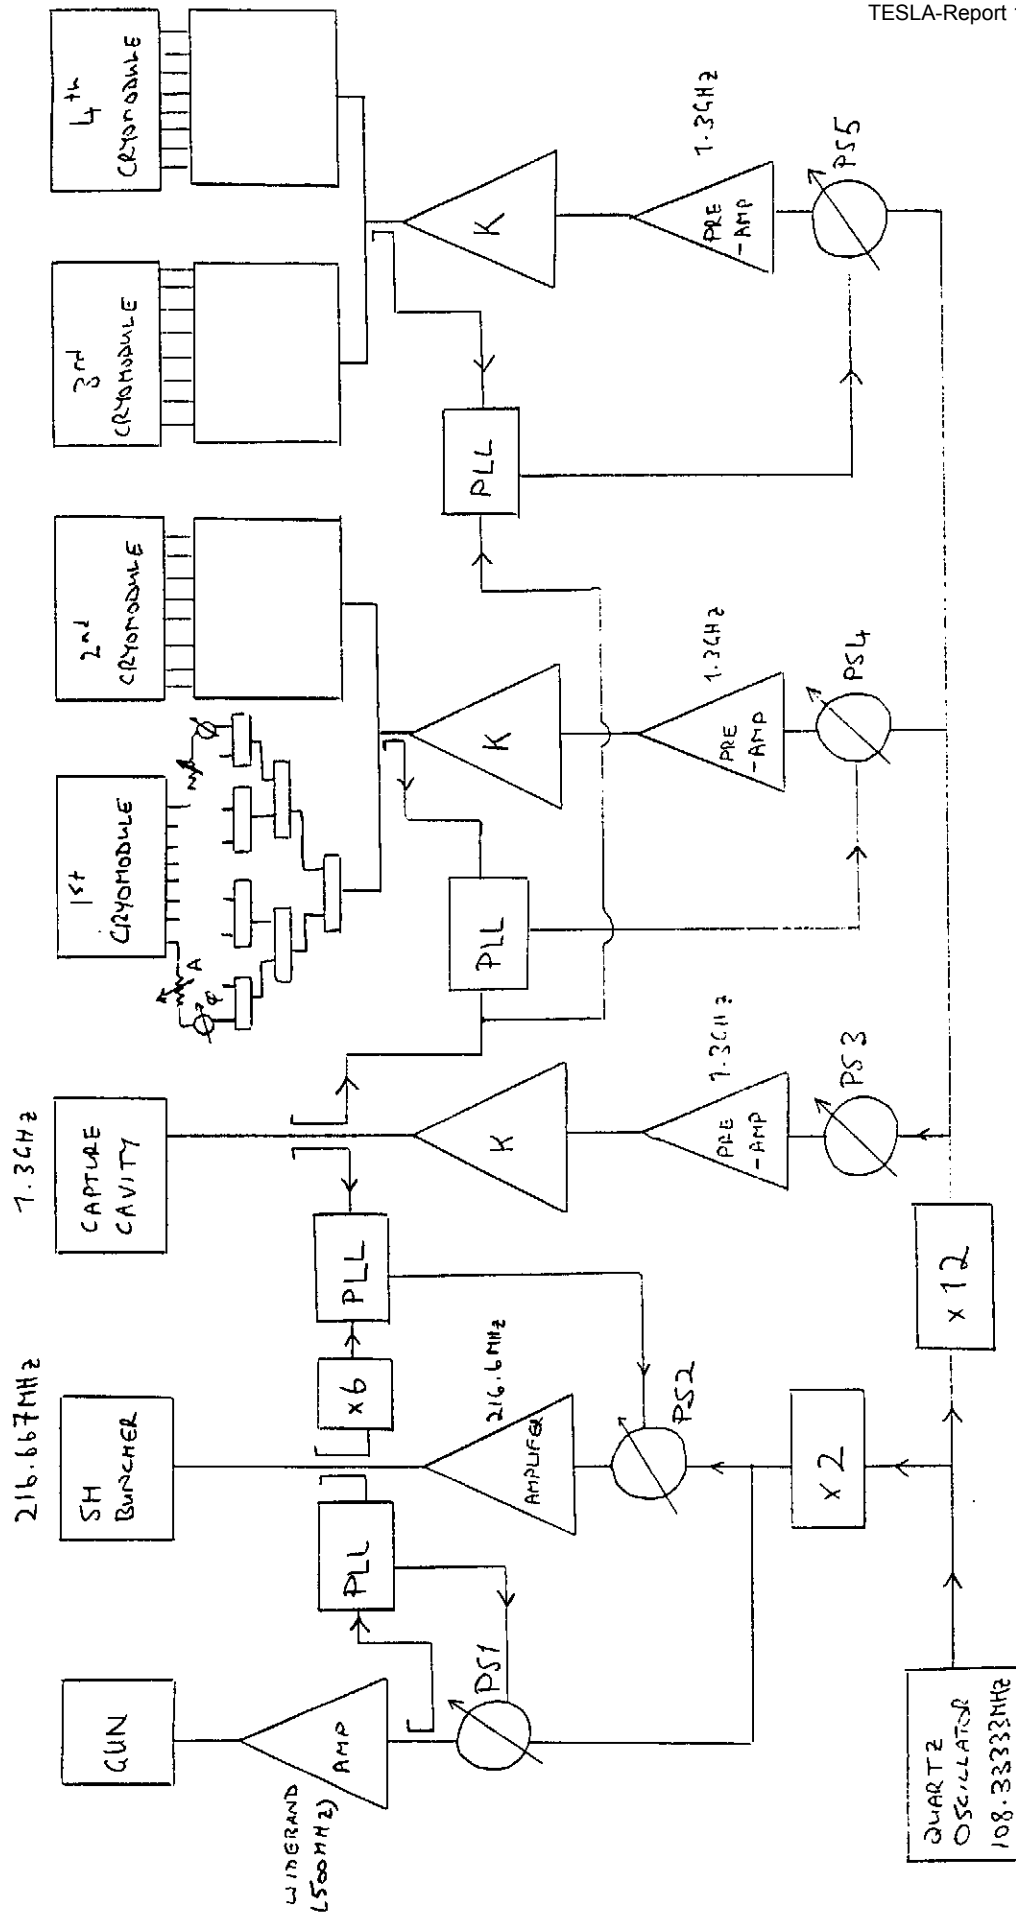 TESLA-Report 1
216.667MHz
1.3GHz
GUN
SH
BUNCHER
CAPTURE
CAVITY
1st
CRYOMODULE
2nd
CRYOMODULE
3rd
CRYOMODULE
4th
CRYOMODULE
A
φ
WIDEBAND
(500MHz)
AMP
PLL
x6
PLL
K
PLL
K
PLL
K
PS1
AMPLIFER
216.6MHz
PS2
PRE
-AMP
1.3GHz
PS3
PRE
-AMP
1.3GHz
PS4
PRE
-AMP
1.3GHz
PS5
x2
x12
QUARTZ
OSCILLATOR
108.33333MHz